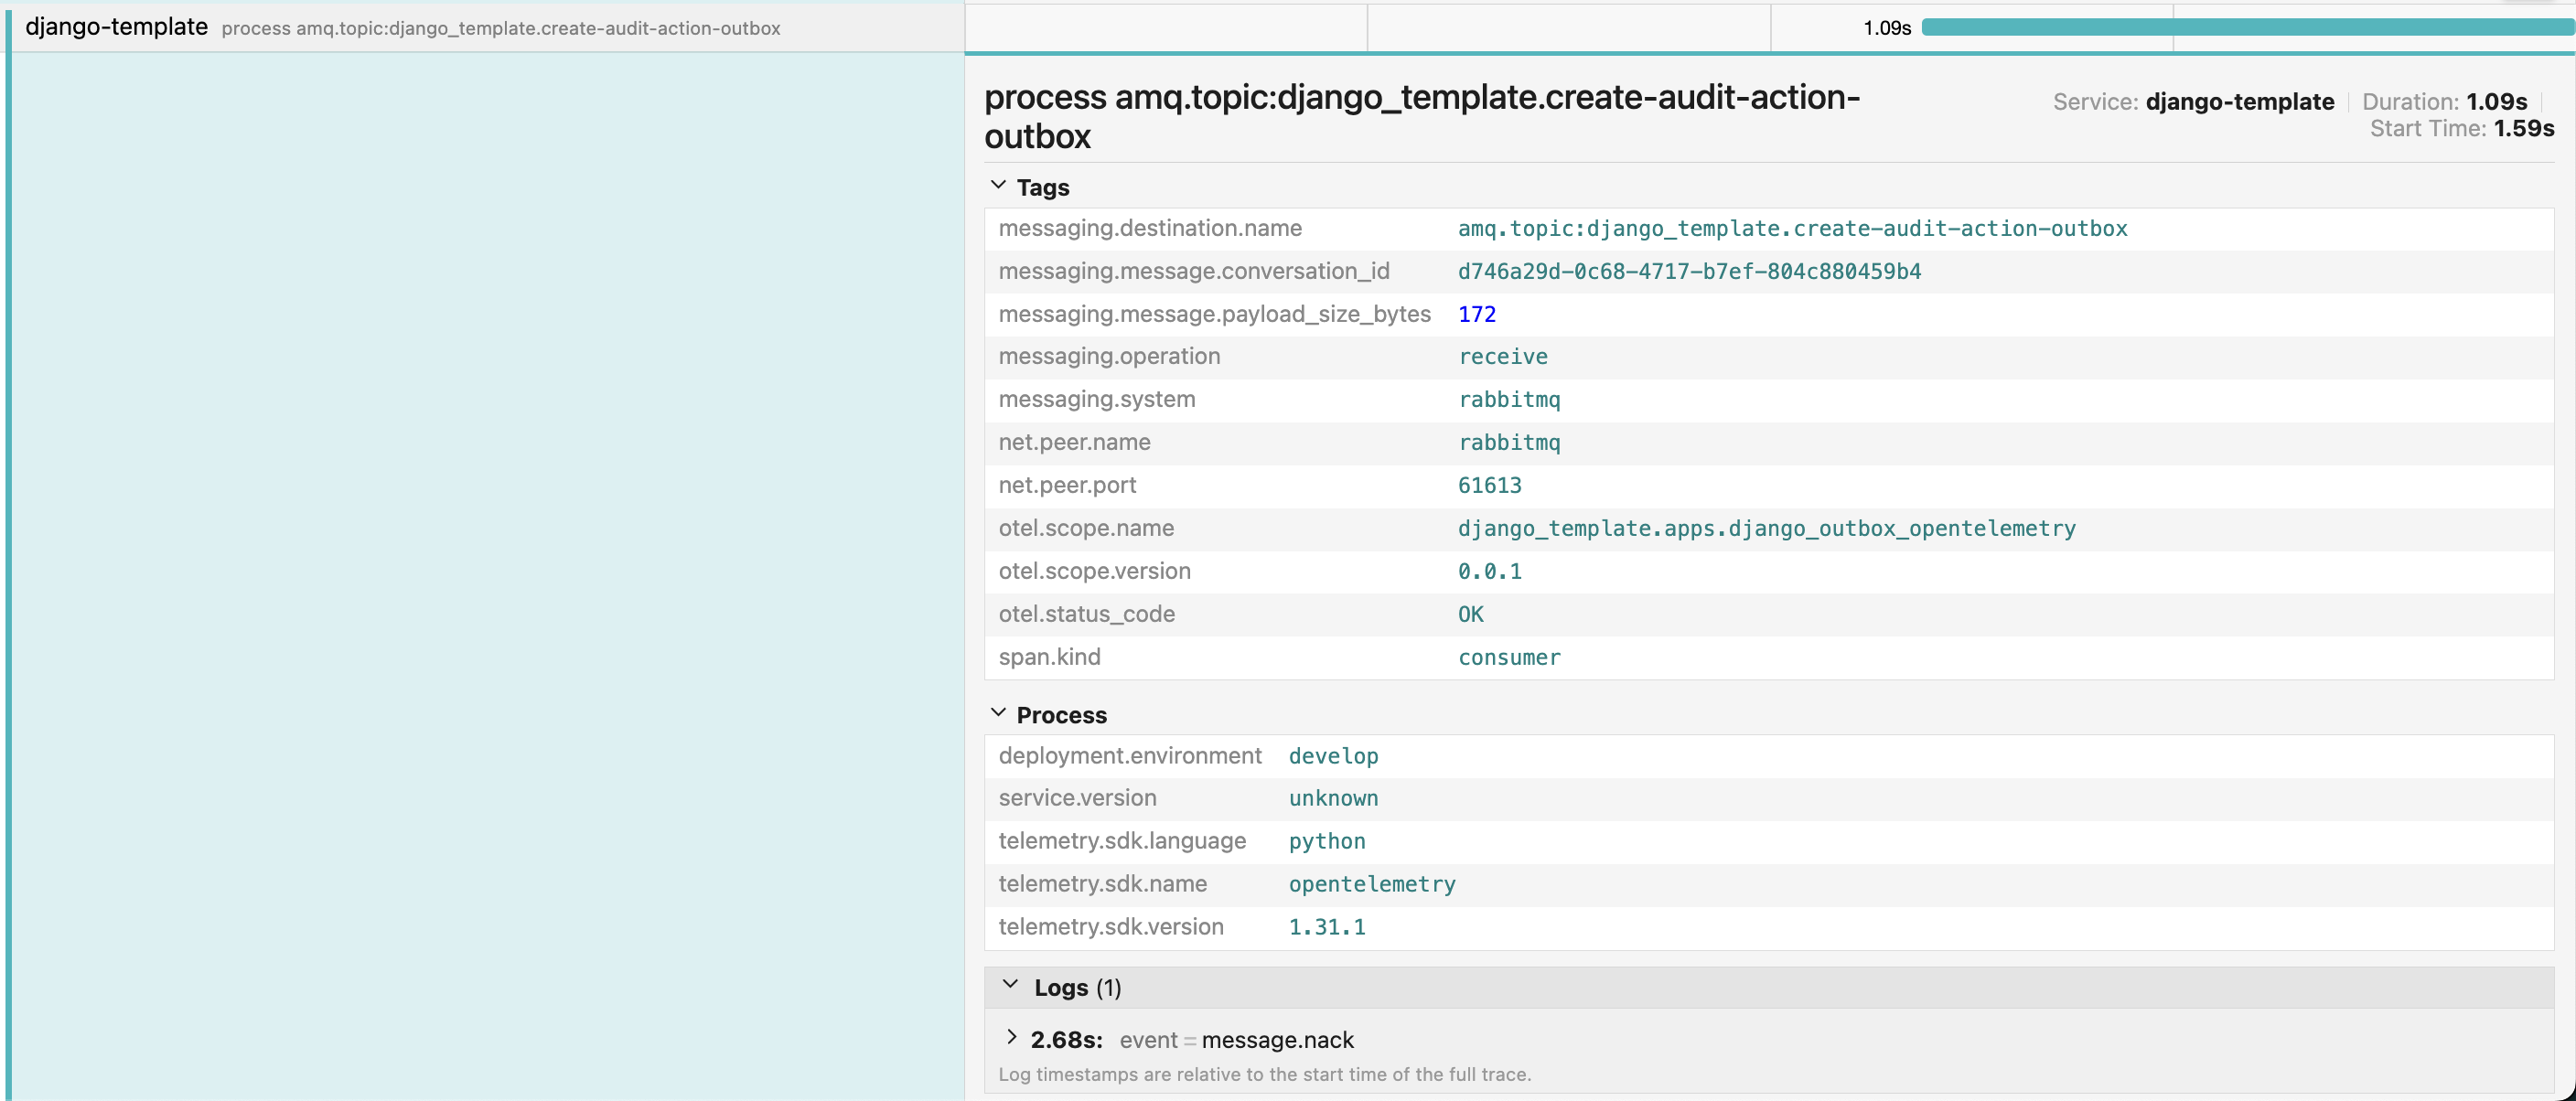 django-template process amq.topic:django_template.create-audit-action-outbox 1.09s
process amq.topic:django_template.create-audit-action-
outbox
Service: django-template Duration: 1.09s
Start Time: 1.59s
Tags
messaging.destination.name amq.topic:django_template.create-audit-action-outbox
messaging.message.conversation_id d746a29d-0c68-4717-b7ef-804c880459b4
messaging.message.payload_size_bytes 172
messaging.operation receive
messaging.system rabbitmq
net.peer.name rabbitmq
net.peer.port 61613
otel.scope.name django_template.apps.django_outbox_opentelemetry
otel.scope.version 0.0.1
otel.status_code OK
span.kind consumer
Process
deployment.environment develop
service.version unknown
telemetry.sdk.language python
telemetry.sdk.name opentelemetry
telemetry.sdk.version 1.31.1
Logs (1)
2.68s: event = message.nack
Log timestamps are relative to the start time of the full trace.